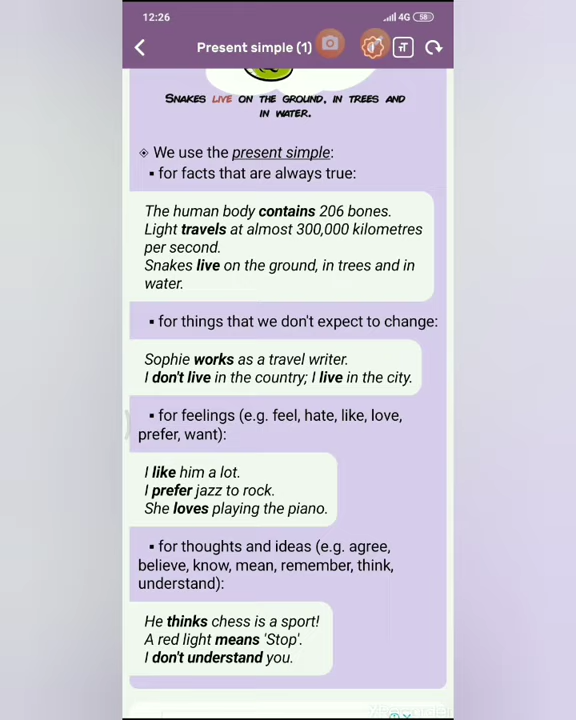 12:26
4G 58
Present simple (1)
SNAKES LIVE ON THE GROUND, IN TREES AND
IN WATER.
We use the present simple:
▪ for facts that are always true:
The human body contains 206 bones.
Light travels at almost 300,000 kilometres
per second.
Snakes live on the ground, in trees and in
water.
▪ for things that we don't expect to change:
Sophie works as a travel writer.
I don't live in the country; I live in the city.
▪ for feelings (e.g. feel, hate, like, love,
prefer, want):
I like him a lot.
I prefer jazz to rock.
She loves playing the piano.
▪ for thoughts and ideas (e.g. agree,
believe, know, mean, remember, think,
understand):
He thinks chess is a sport!
A red light means 'Stop'.
I don't understand you.